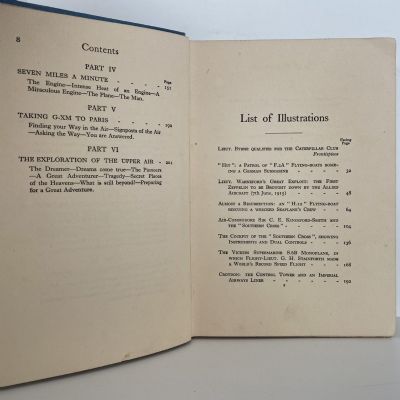 8
Contents
PART IV
SEVEN MILES A MINUTE - - - - Page 151
The Engine—Intense Heat of an Engine—A
Miraculous Engine—The Plane—The Man.
PART V
TAKING G-XM TO PARIS - - - - 192
Finding your Way in the Air—Signposts of the Air
—Asking the Way—You are Answered.
PART VI
THE EXPLORATION OF THE UPPER AIR - 201
The Dreamer—Dreams come true—The Pioneers
—A Great Adventurer—Tragedy—Secret Door
of the Heavens—What is still beyond?—Preparing
for a Great Adventure.
List of Illustrations
Facing
Page
Lieut. Byrne qualifies for the Caterpillar Club
Frontispiece
"Hit": a Patrol of "F.2A" Flying-boats bomb-
ing a German Submarine - - - - 32
Lieut. Warneford's Great Exploit: the First
Zeppelin to be brought down by the Allied
Aircraft (7th June, 1915) - - - - 48
Almost a Resurrection: an "H.12" Flying-boat
rescuing a wrecked Seaplane's Crew - - 64
Air-Commodore Sir C. E. Kingsford-Smith and
the "Southern Cross" - - - - 104
The Cockpit of the "Southern Cross", showing
Instruments and Dual Controls - - - 136
The Vickers Supermarine S.6B Monoplane, in
which Flight-Lieut. G. H. Stainforth made
a World's Record Speed Flight - - - 168
Croydon: the Control Tower and an Imperial
Airways Liner - - - - 192